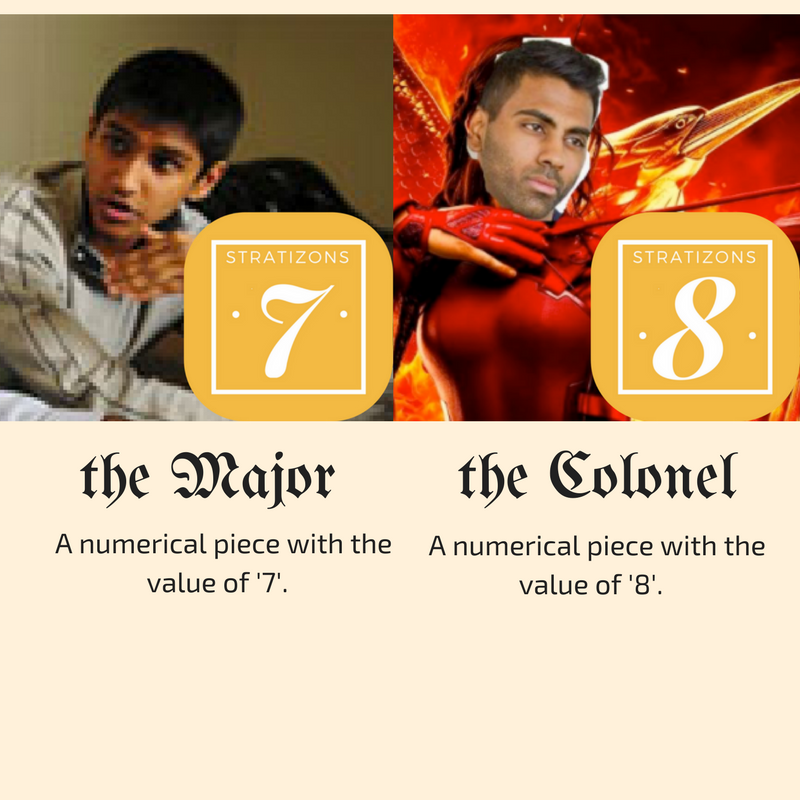 STRATIZONS
7
STRATIZONS
8
the Major
A numerical piece with the
value of '7'.
the Colonel
A numerical piece with the
value of '8'.